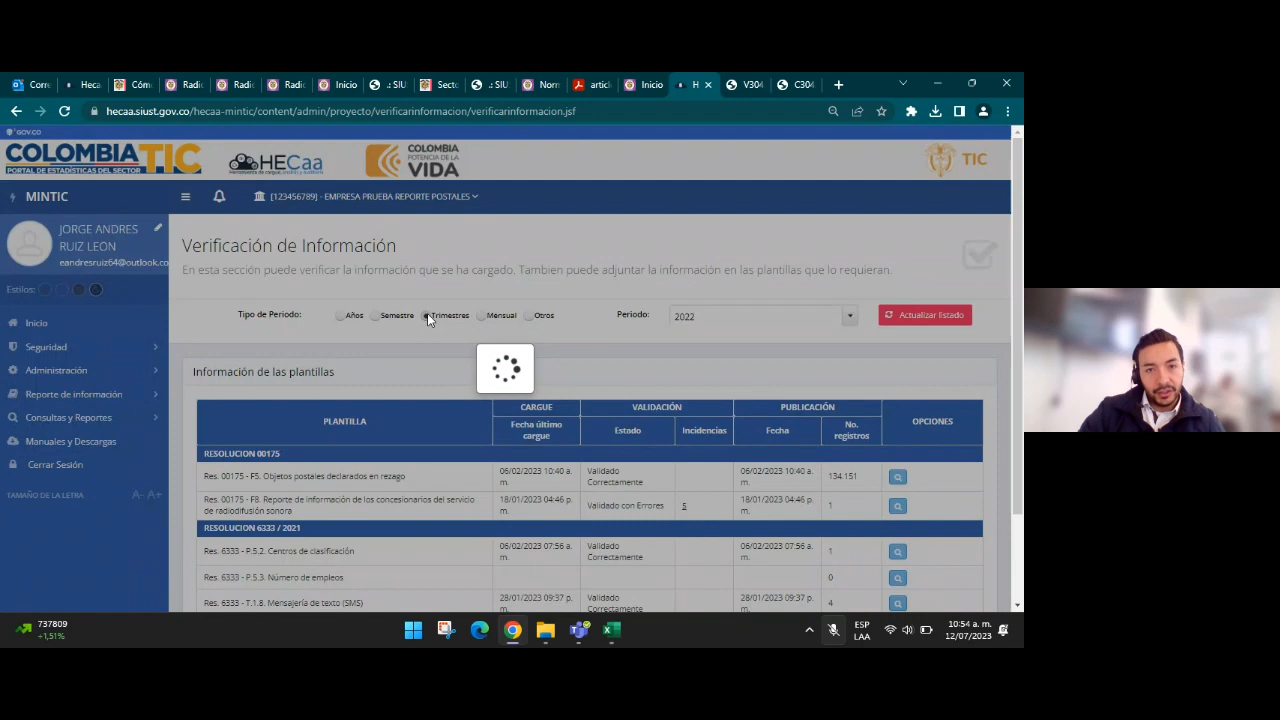 Corre
Heca
Cóm
Radic
Radic
Radic
Inicio
.: SIU
Secto
.: SIU
Norn
artic
Inicio
H
V304
C304
hecaa.siust.gov.co/hecaa-mintic/content/admin/proyecto/verificarinformacion/verificarinformacion.jsf
GOV.CO
COLOMBIA TIC
PORTAL DE ESTADÍSTICAS DEL SECTOR
HECaa
COLOMBIA
POTENCIA DE LA
VIDA
TIC
MINTIC
[123456789] - EMPRESA PRUEBA REPORTE POSTALES
JORGE ANDRES
RUIZ LEON
eandresruiz64@outlook.co
Estilos:
Inicio
Seguridad
Administración
Reporte de información
Consultas y Reportes
Manuales y Descargas
Cerrar Sesión
TAMAÑO DE LA LETRA A- A+
Verificación de Información
En esta sección puede verificar la información que se ha cargado. Tambien puede adjuntar la información en las plantillas que lo requieran.
Tipo de Periodo: Años Semestre Trimestres Mensual Otros Periodo: 2022 Actualizar listado
Información de las plantillas
PLANTILLA CARGUE VALIDACIÓN PUBLICACIÓN OPCIONES
Fecha último cargue Estado Incidencias Fecha No. registros
RESOLUCION 00175
Res. 00175 - F5. Objetos postales declarados en rezago 06/02/2023 10:40 a. m. Validado Correctamente 06/02/2023 10:40 a. m. 134.151
Res. 00175 - F8. Reporte de información de los concesionarios del servicio de radiodifusión sonora 18/01/2023 04:46 p. m. Validado con Errores 5 18/01/2023 04:46 p. m. 1
RESOLUCION 6333 / 2021
Res. 6333 - P.5.2. Centros de clasificación 06/02/2023 07:56 a. m. Validado Correctamente 06/02/2023 07:56 a. m. 1
Res. 6333 - P.5.3. Número de empleos 0
Res. 6333 - T.1.8. Mensajería de texto (SMS) 28/01/2023 09:37 p. m. Validado Correctamente 28/01/2023 09:37 p. m. 4
737809
+1,51%
ESP
LAA
10:54 a. m.
12/07/2023